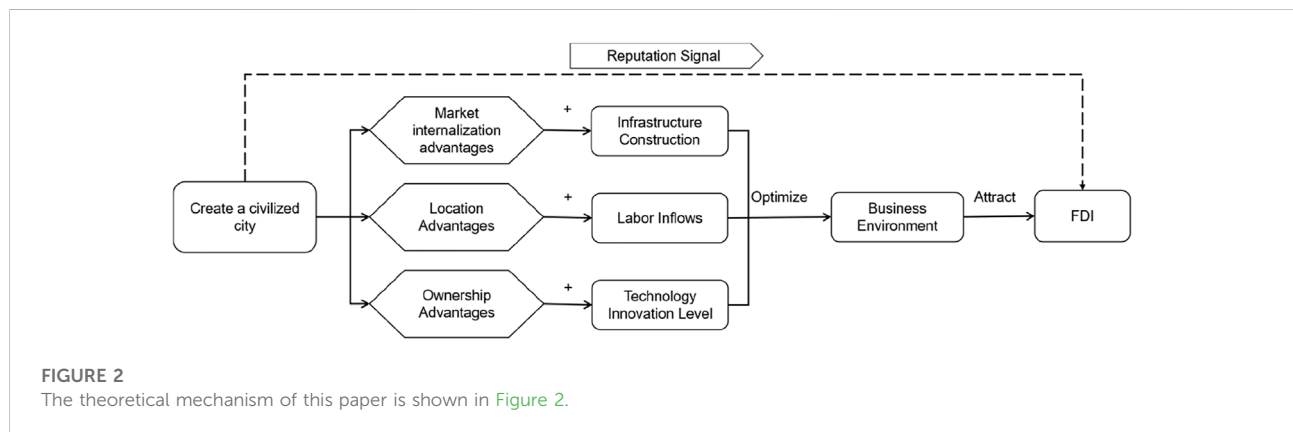 Reputation Signal
Market
internalization
advantages
+
Infrastructure
Construction
Create a civilized
city
Location
Advantages
+
Labor Inflows
Optimize
Business
Environment
Attract
FDI
Ownership
Advantages
+
Technology
Innovation Level
FIGURE 2
The theoretical mechanism of this paper is shown in Figure 2.